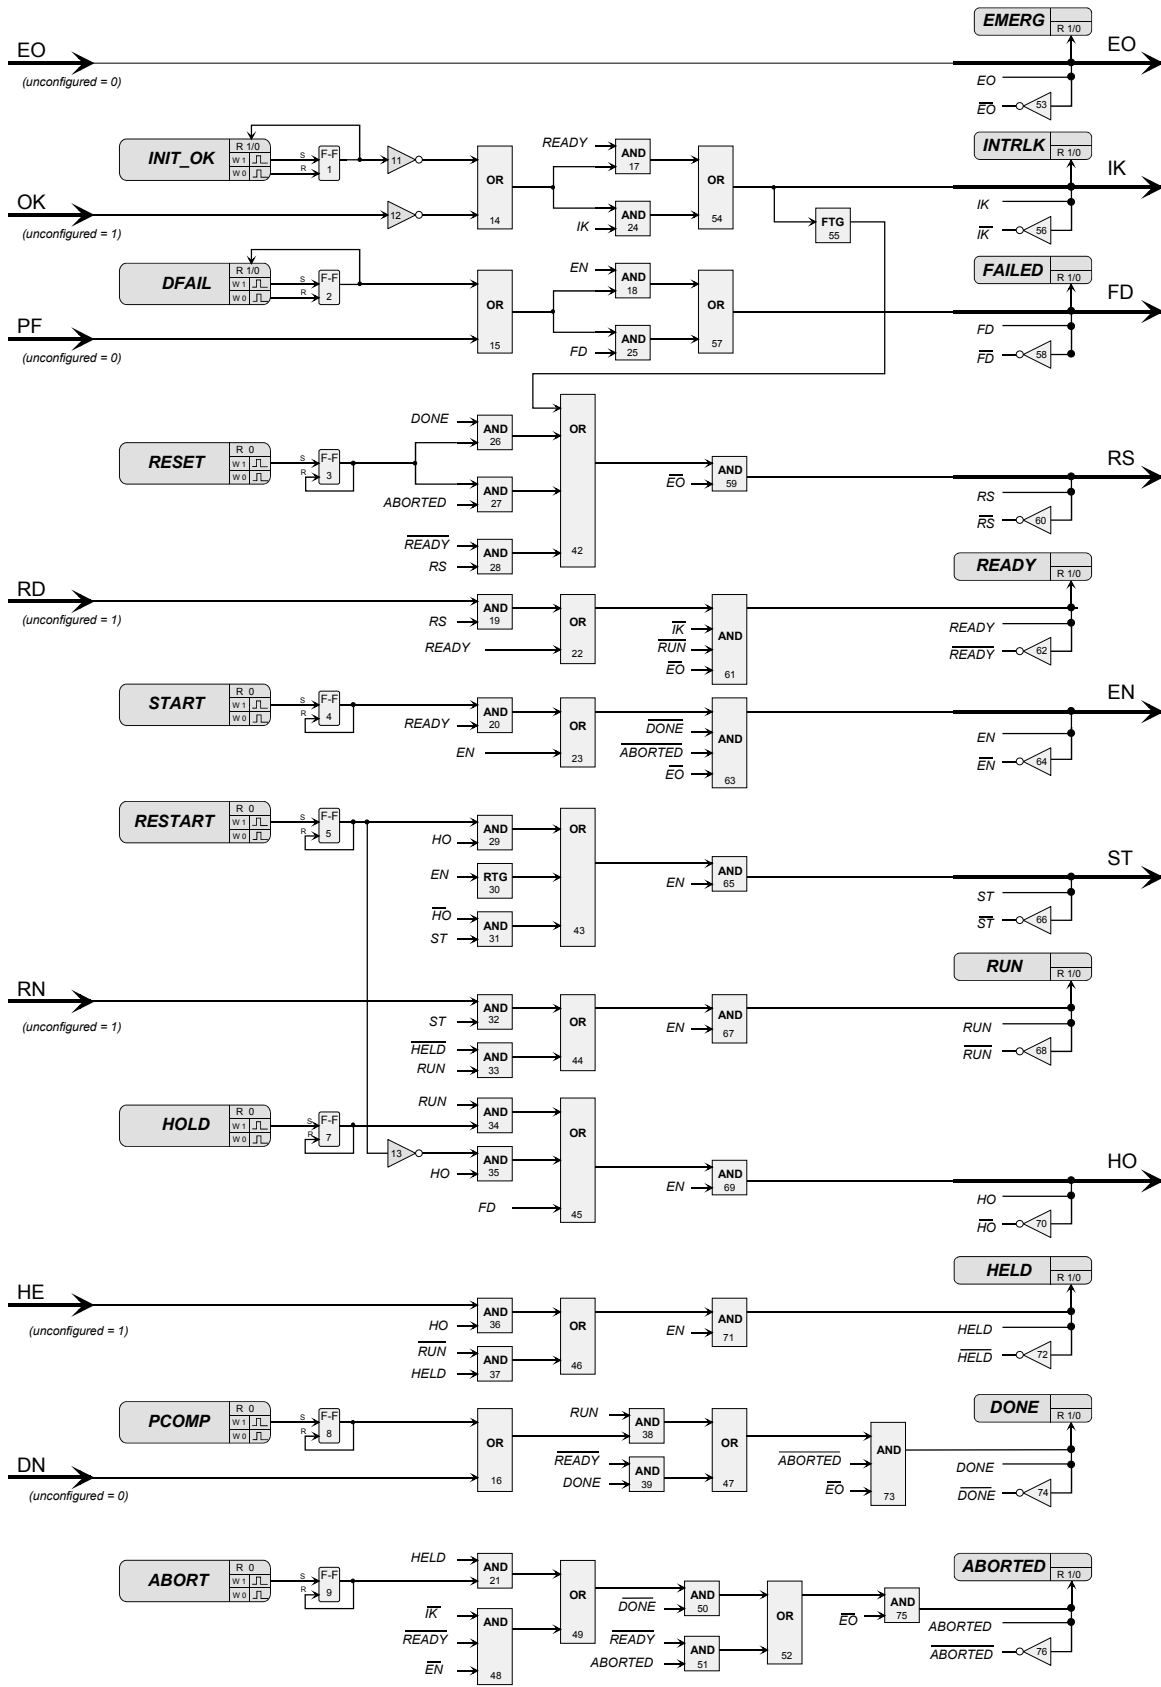 EMERG
R 1/0
EO
EO
(unconfigured = 0)
EO
EO
53
INIT_OK
R 1/0
W 1
W 0
S
R
F-F
1
11
READY
AND
17
INTRLK
R 1/0
OR
14
OR
54
IK
OK
(unconfigured = 1)
12
IK
AND
24
FTG
55
IK
IK
56
DFAIL
R 1/0
W 1
W 0
S
R
F-F
2
EN
AND
18
FAILED
R 1/0
OR
15
OR
57
FD
PF
(unconfigured = 0)
FD
AND
25
FD
FD
58
DONE
AND
26
OR
42
RESET
R 0
W 1
W 0
S
R
F-F
3
EO
AND
59
RS
ABORTED
AND
27
RS
RS
60
READY
RS
AND
28
READY
R 1/0
RD
(unconfigured = 1)
RS
AND
19
OR
22
READY
IK
RUN
EO
AND
61
READY
READY
62
START
R 0
W 1
W 0
S
R
F-F
4
READY
AND
20
OR
23
EN
DONE
ABORTED
EO
AND
63
EN
EN
EN
64
RESTART
R 0
W 1
W 0
S
R
F-F
5
HO
AND
29
OR
43
EN
RTG
30
EN
AND
65
ST
HO
ST
AND
31
ST
ST
66
RUN
R 1/0
RN
(unconfigured = 1)
ST
AND
32
OR
44
EN
AND
67
HELD
RUN
AND
33
RUN
RUN
68
HOLD
R 0
W 1
W 0
S
R
F-F
7
RUN
AND
34
OR
45
13
HO
AND
35
EN
AND
69
HO
FD
HO
HO
70
HELD
R 1/0
HE
(unconfigured = 1)
HO
AND
36
OR
46
EN
AND
71
RUN
HELD
AND
37
HELD
HELD
72
PCOMP
R 0
W 1
W 0
S
R
F-F
8
OR
16
RUN
AND
38
OR
47
DONE
R 1/0
DN
(unconfigured = 0)
READY
DONE
AND
39
ABORTED
EO
AND
73
DONE
DONE
74
ABORT
R 0
W 1
W 0
S
R
F-F
9
HELD
AND
21
OR
49
ABORTED
R 1/0
IK
READY
EN
AND
48
DONE
AND
50
OR
52
READY
ABORTED
AND
51
EO
AND
75
ABORTED
ABORTED
76